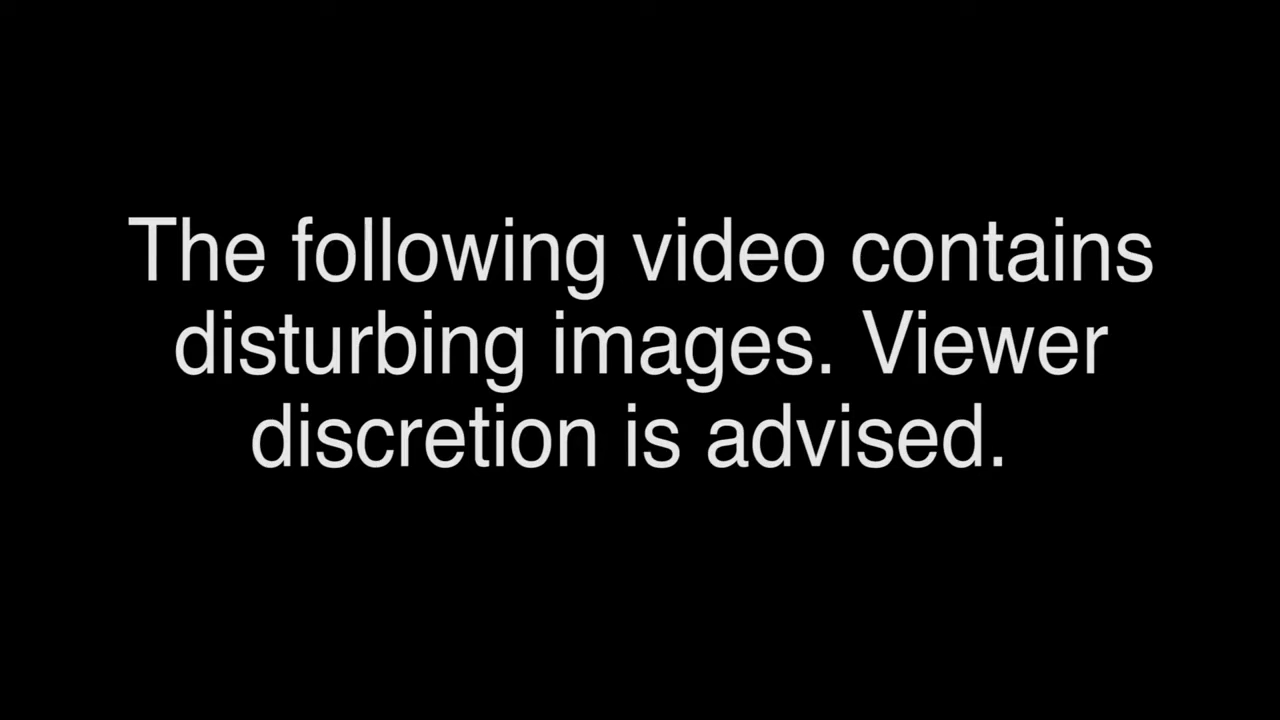 The following video contains
disturbing images. Viewer
discretion is advised.